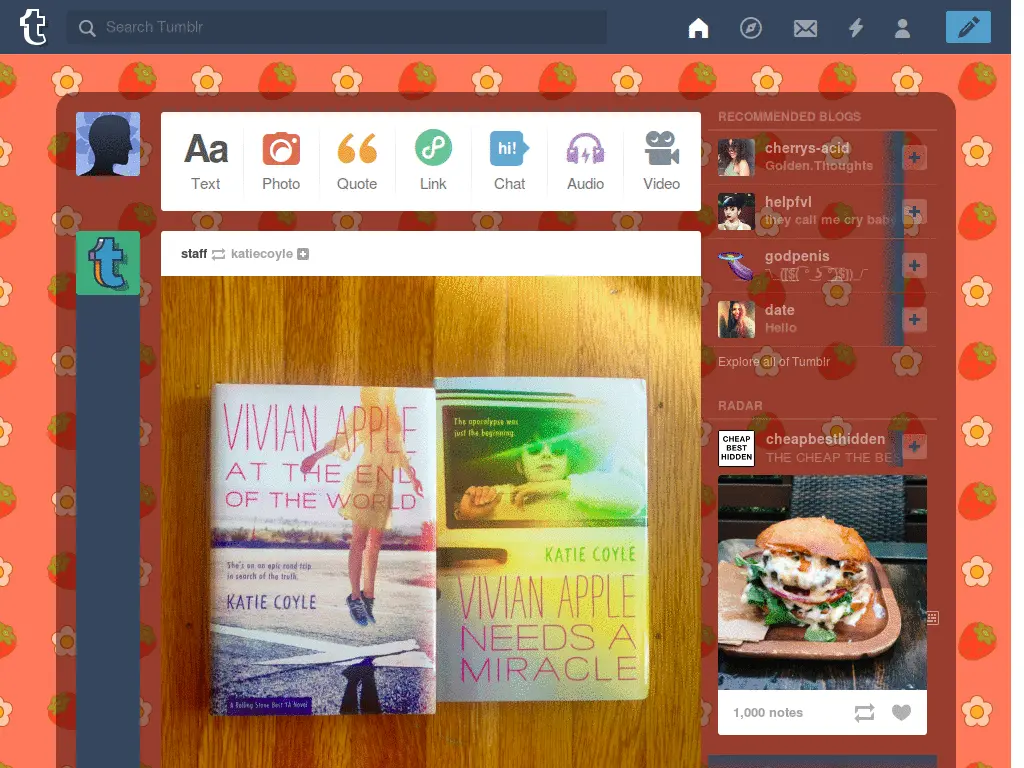 t
Search Tumblr
Aa
hi!
Text
Photo
Quote
Link
Chat
Audio
Video
staff
katiecoyle
VIVIAN APPLE
AT THE END
OF THE WORLD
She's on an epic road trip
in search of the truth.
KATIE COYLE
A Rolling Stone Best YA Novel
The apocalypse was
just the beginning.
KATIE COYLE
VIVIAN APPLE
NEEDS A
MIRACLE
RECOMMENDED BLOGS
cherrys-acid
Golden.Thoughts
helpfvl
they call me cry baby
godpenis
date
Hello
Explore all of Tumblr
RADAR
CHEAP
BEST
HIDDEN
cheapbesthidden
THE CHEAP THE BES
1,000 notes